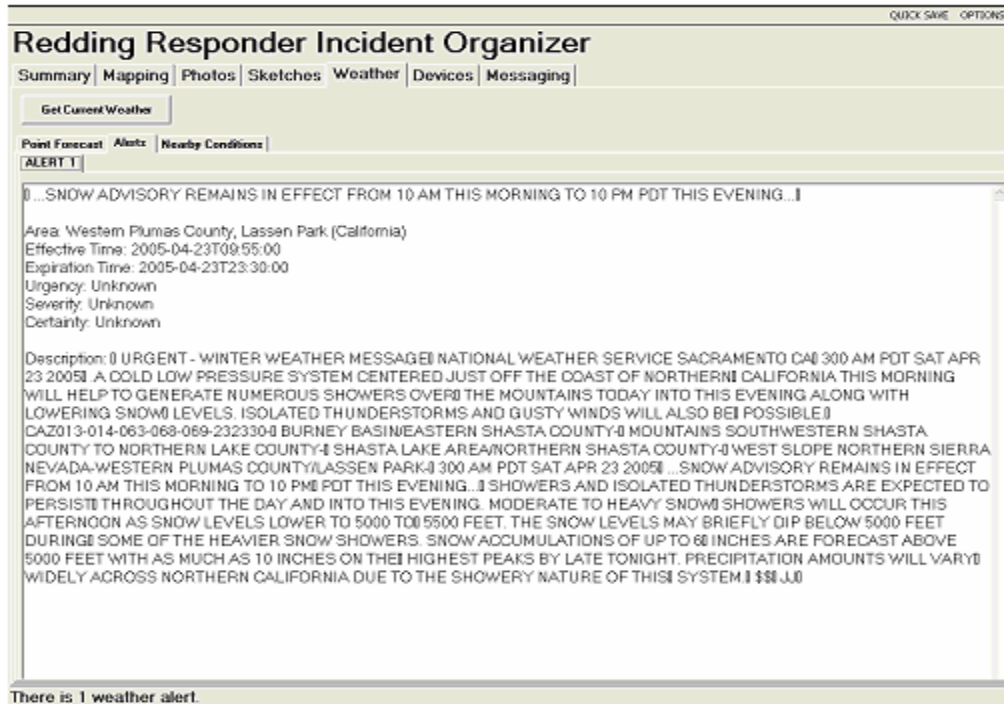 QUICK SAVE OPTIONS
Redding Responder Incident Organizer
Summary Mapping Photos Sketches Weather Devices Messaging
Get Current Weather
Point Forecast Alerts Nearby Conditions
ALERT 1
▯ ...SNOW ADVISORY REMAINS IN EFFECT FROM 10 AM THIS MORNING TO 10 PM PDT THIS EVENING...▯
Area: Western Plumas County, Lassen Park (California)
Effective Time: 2005-04-23T09:55:00
Expiration Time: 2005-04-23T23:30:00
Urgency: Unknown
Severity: Unknown
Certainty: Unknown
Description: ▯ URGENT - WINTER WEATHER MESSAGE▯ NATIONAL WEATHER SERVICE SACRAMENTO CA▯ 300 AM PDT SAT APR
23 2005▯ .A COLD LOW PRESSURE SYSTEM CENTERED JUST OFF THE COAST OF NORTHERN▯ CALIFORNIA THIS MORNING
WILL HELP TO GENERATE NUMEROUS SHOWERS OVER▯ THE MOUNTAINS TODAY INTO THIS EVENING ALONG WITH
LOWERING SNOW▯ LEVELS. ISOLATED THUNDERSTORMS AND GUSTY WINDS WILL ALSO BE▯ POSSIBLE.▯
CAZ013-014-063-068-069-232330-▯ BURNEY BASIN/EASTERN SHASTA COUNTY-▯ MOUNTAINS SOUTHWESTERN SHASTA
COUNTY TO NORTHERN LAKE COUNTY-▯ SHASTA LAKE AREA/NORTHERN SHASTA COUNTY-▯ WEST SLOPE NORTHERN SIERRA
NEVADA-WESTERN PLUMAS COUNTY/LASSEN PARK-▯ 300 AM PDT SAT APR 23 2005▯ ...SNOW ADVISORY REMAINS IN EFFECT
FROM 10 AM THIS MORNING TO 10 PM▯ PDT THIS EVENING...▯ SHOWERS AND ISOLATED THUNDERSTORMS ARE EXPECTED TO
PERSIST▯ THROUGHOUT THE DAY AND INTO THIS EVENING. MODERATE TO HEAVY SNOW▯ SHOWERS WILL OCCUR THIS
AFTERNOON AS SNOW LEVELS LOWER TO 5000 TO▯ 5500 FEET. THE SNOW LEVELS MAY BRIEFLY DIP BELOW 5000 FEET
DURING▯ SOME OF THE HEAVIER SNOW SHOWERS. SNOW ACCUMULATIONS OF UP TO 6▯ INCHES ARE FORECAST ABOVE
5000 FEET WITH AS MUCH AS 10 INCHES ON THE▯ HIGHEST PEAKS BY LATE TONIGHT. PRECIPITATION AMOUNTS WILL VARY▯
WIDELY ACROSS NORTHERN CALIFORNIA DUE TO THE SHOWERY NATURE OF THIS▯ SYSTEM.▯ $$▯ JJ▯
There is 1 weather alert.